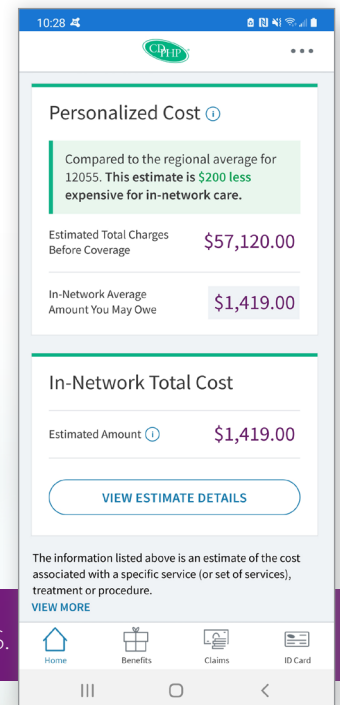 10:28
CDPHP
Personalized Cost
Compared to the regional average for
12055. This estimate is $200 less
expensive for in-network care.
Estimated Total Charges
Before Coverage
$57,120.00
In-Network Average
Amount You May Owe
$1,419.00
In-Network Total Cost
Estimated Amount
$1,419.00
VIEW ESTIMATE DETAILS
The information listed above is an estimate of the cost
associated with a specific service (or set of services),
treatment or procedure.
VIEW MORE
s.
Home
Benefits
Claims
ID Card